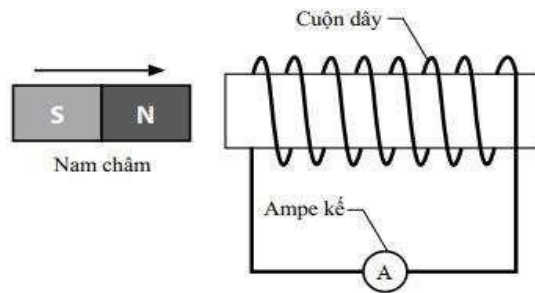 Cuộn dây
S N
Nam châm
Ampe kế
A